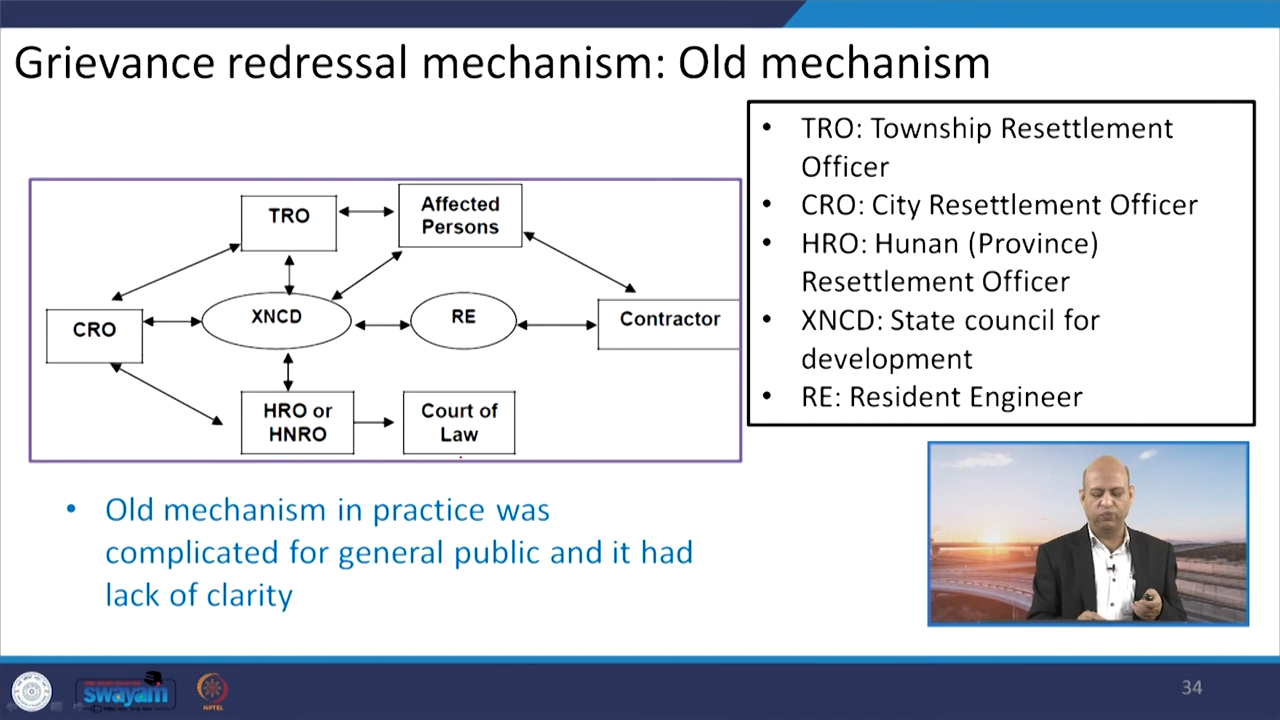 Grievance redressal mechanism: Old mechanism
TRO
Affected
Persons
CRO
XNCD
RE
Contractor
HRO or
HNRO
Court of
Law
• TRO: Township Resettlement
Officer
• CRO: City Resettlement Officer
• HRO: Hunan (Province)
Resettlement Officer
• XNCD: State council for
development
• RE: Resident Engineer
• Old mechanism in practice was
complicated for general public and it had
lack of clarity
swayam
NPTEL
34